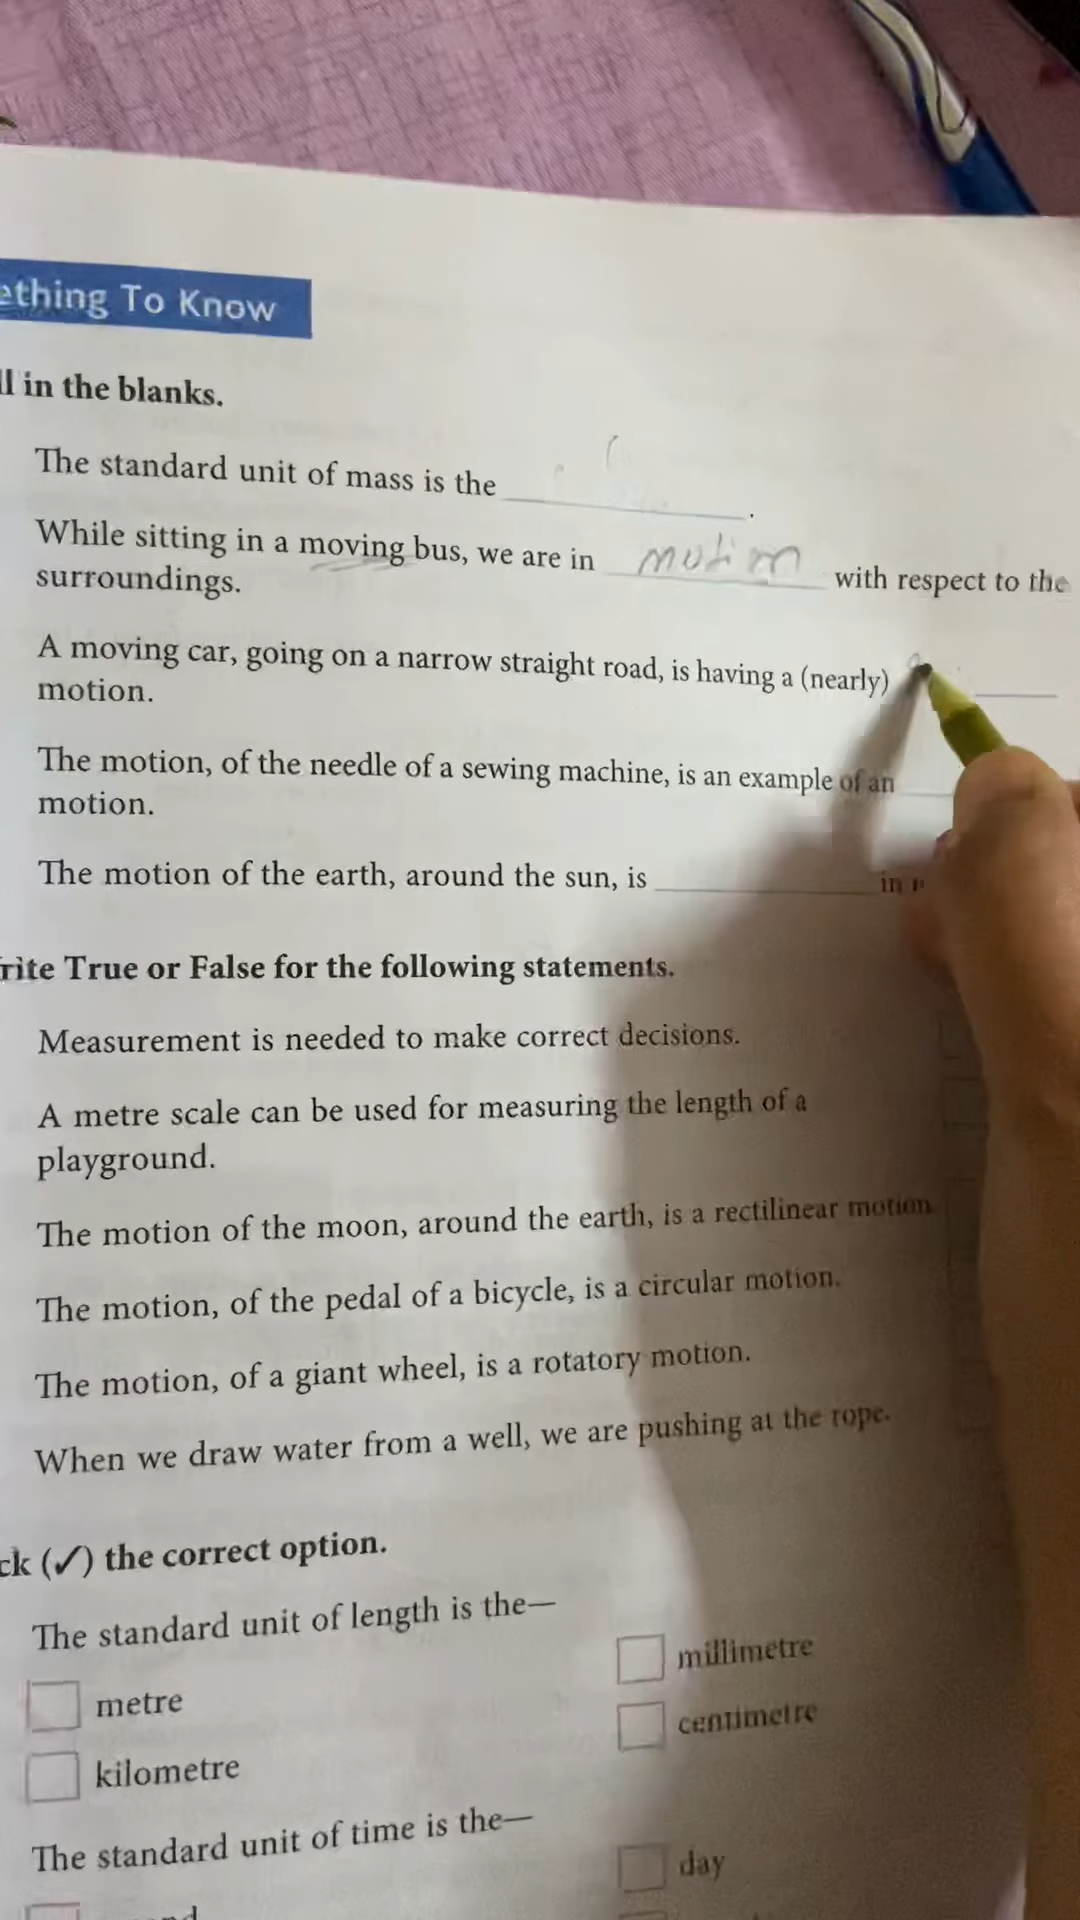 ething To Know
ll in the blanks.
The standard unit of mass is the ____________.
While sitting in a moving bus, we are in motion with respect to the
surroundings.
A moving car, going on a narrow straight road, is having a (nearly)
motion.
The motion, of the needle of a sewing machine, is an example of an
motion.
The motion of the earth, around the sun, is ____________ in
rite True or False for the following statements.
Measurement is needed to make correct decisions.
A metre scale can be used for measuring the length of a
playground.
The motion of the moon, around the earth, is a rectilinear motion.
The motion, of the pedal of a bicycle, is a circular motion.
The motion, of a giant wheel, is a rotatory motion.
When we draw water from a well, we are pushing at the rope.
ck (✓) the correct option.
The standard unit of length is the—
metre
millimetre
kilometre
centimetre
The standard unit of time is the—
day